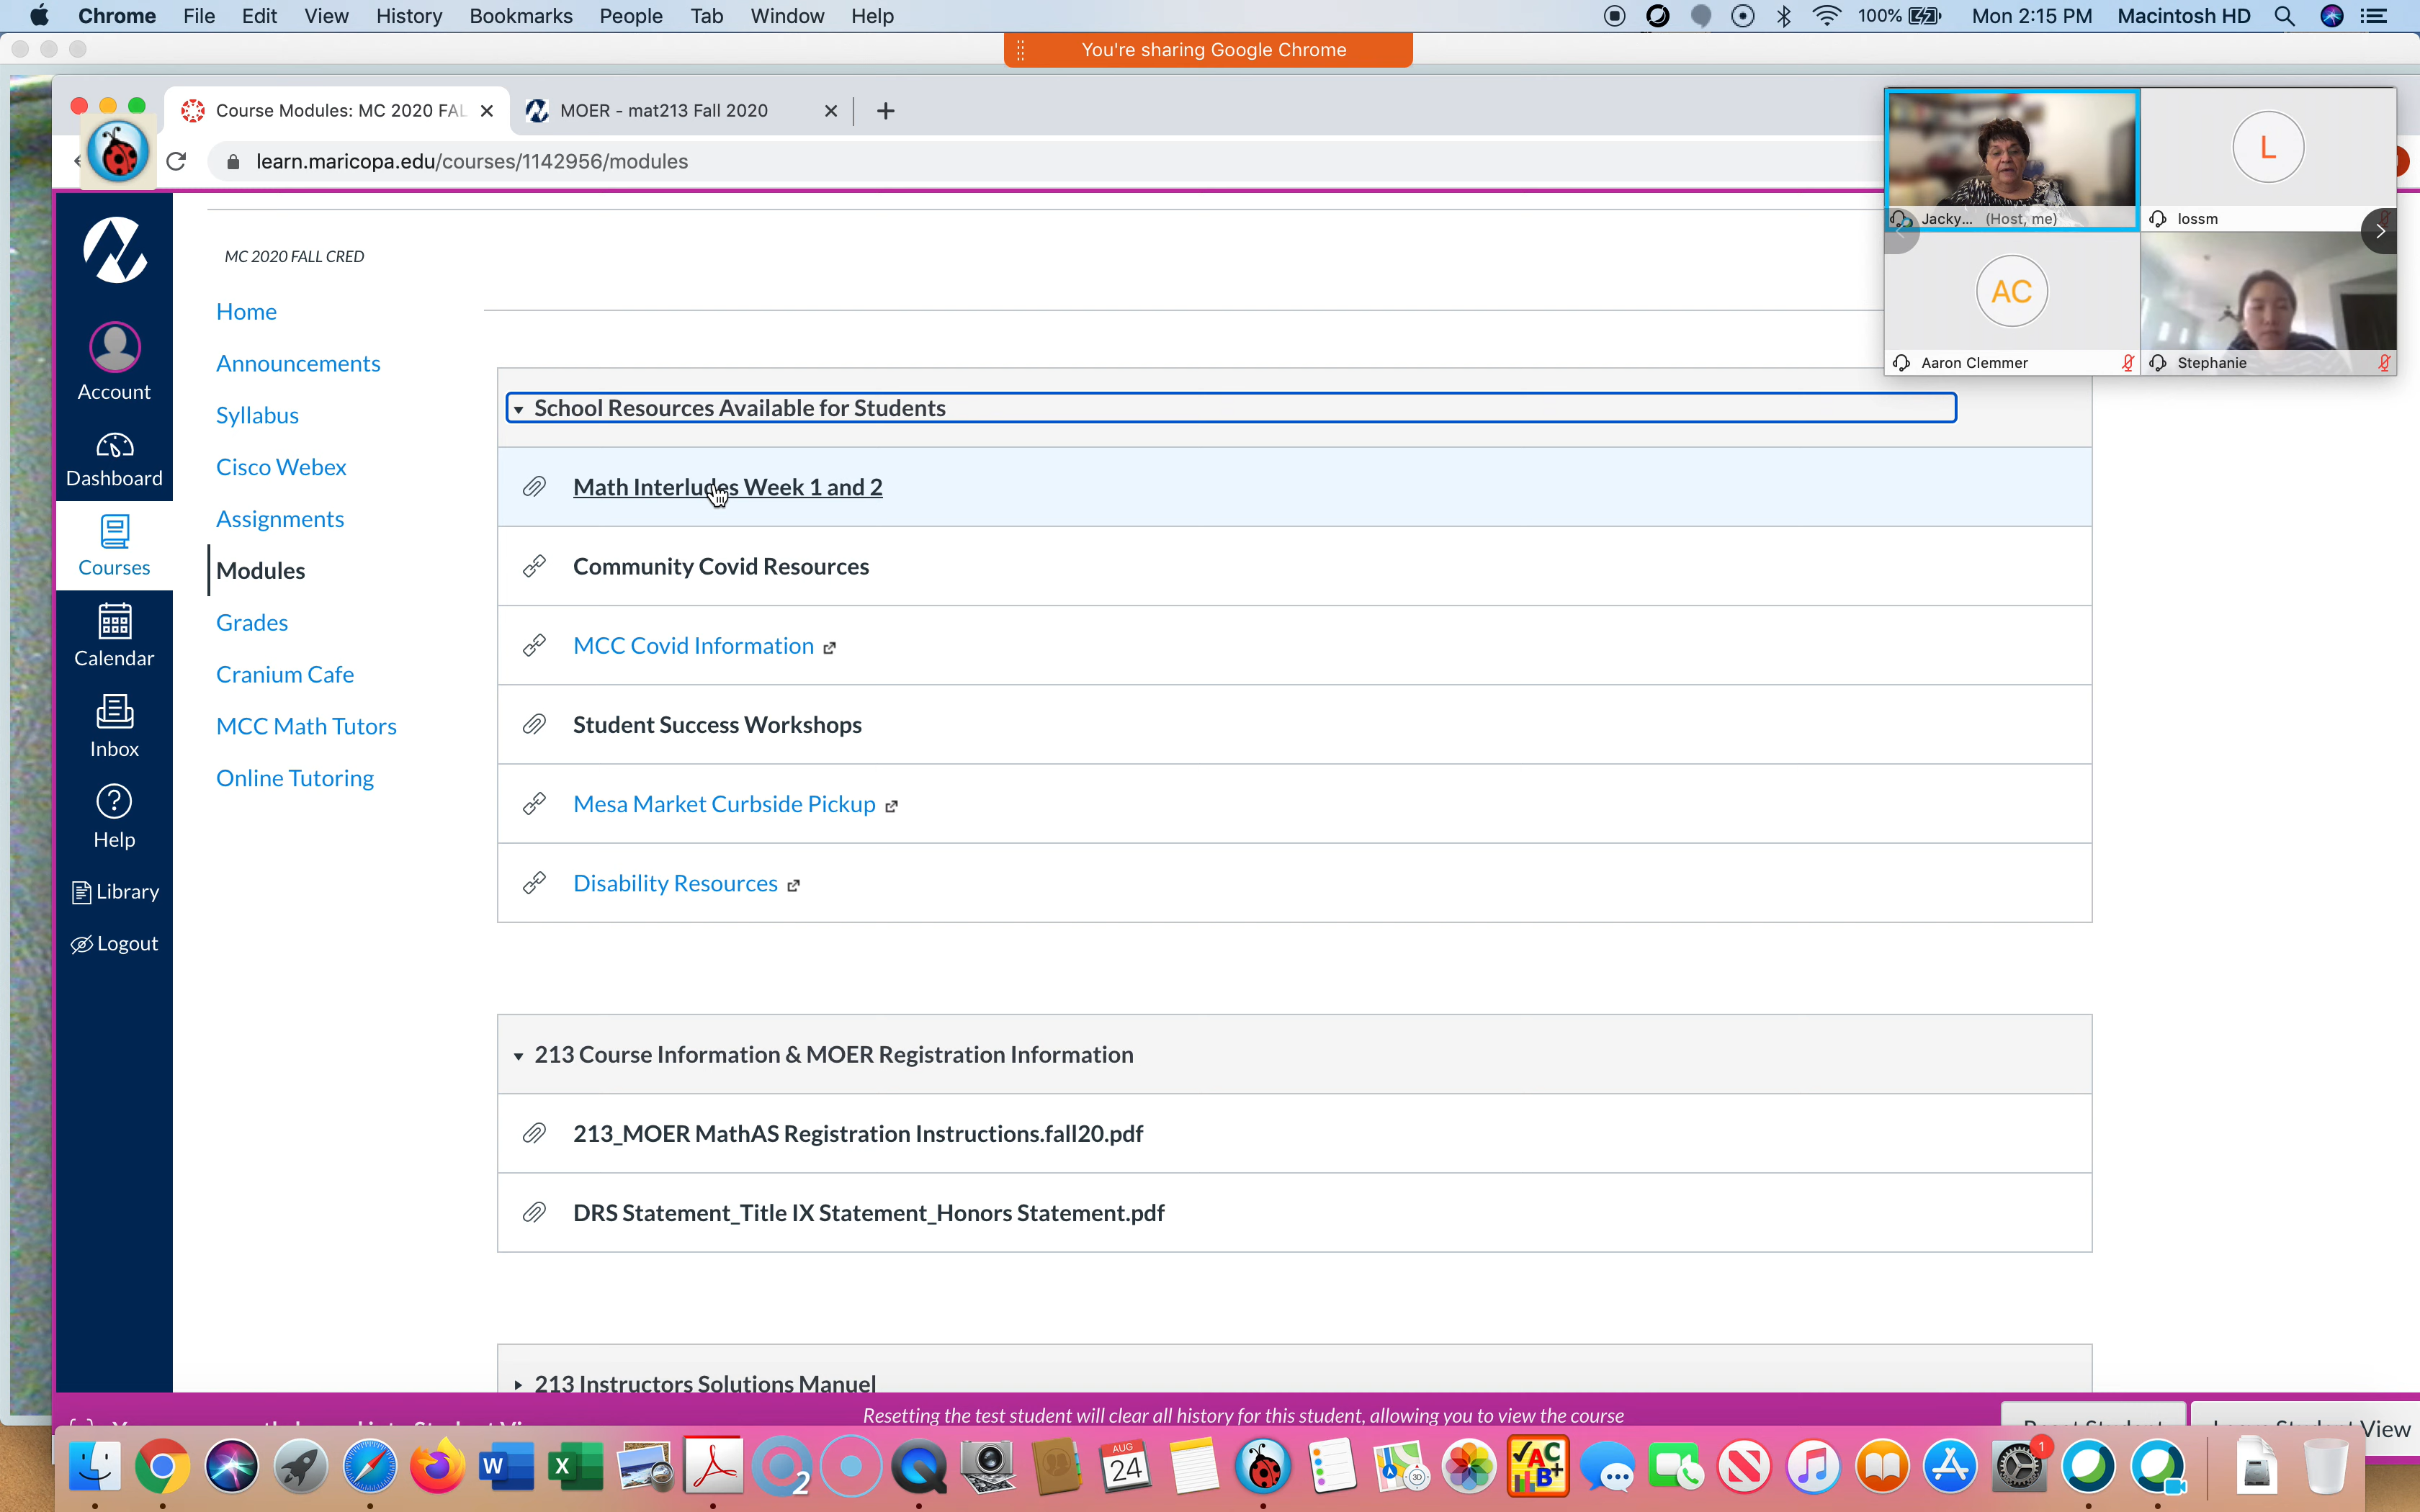 Chrome File Edit View History Bookmarks People Tab Window Help
100% Mon 2:15 PM Macintosh HD
You're sharing Google Chrome
Course Modules: MC 2020 FAL
MOER - mat213 Fall 2020
learn.maricopa.edu/courses/1142956/modules
L
Jacky... (Host, me)
lossm
AC
Aaron Clemmer
Stephanie
Account
Dashboard
Courses
Calendar
Inbox
Help
Library
Logout
MC 2020 FALL CRED
Home
Announcements
Syllabus
Cisco Webex
Assignments
Modules
Grades
Cranium Cafe
MCC Math Tutors
Online Tutoring
School Resources Available for Students
Math Interludes Week 1 and 2
Community Covid Resources
MCC Covid Information
Student Success Workshops
Mesa Market Curbside Pickup
Disability Resources
213 Course Information & MOER Registration Information
213_MOER MathAS Registration Instructions.fall20.pdf
DRS Statement_Title IX Statement_Honors Statement.pdf
213 Instructors Solutions Manuel
Resetting the test student will clear all history for this student, allowing you to view the course
View
W
X
2
AUG
24
3D
AC
B+
1